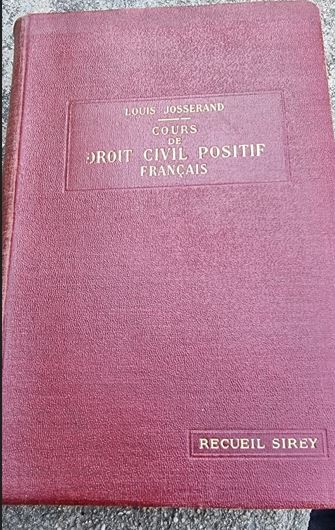 LOUIS JOSSERAND
COURS
DE
DROIT CIVIL POSITIF
FRANÇAIS
RECUEIL SIREY